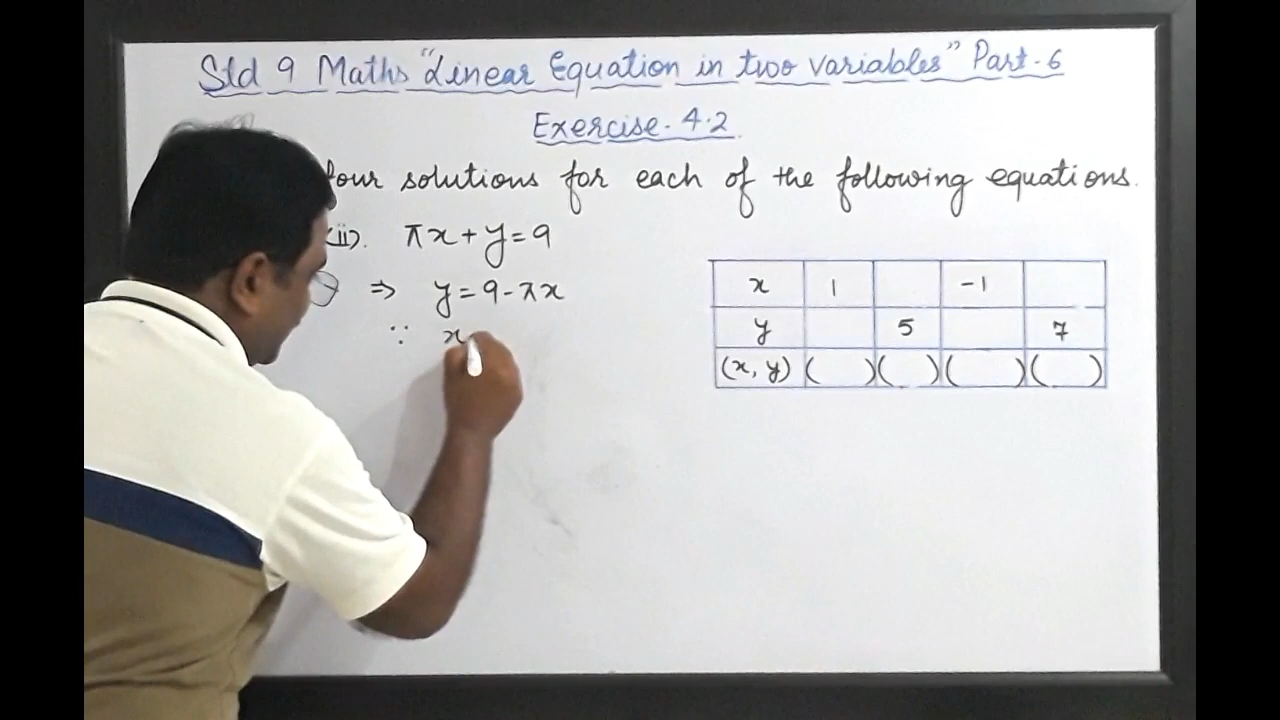 Std 9 Maths "Linear Equation in two variables" Part-6
Exercise-4.2
four solutions for each of the following equations.
(ii). πx+y=9
⇒ y=9-πx
∵ x
x 1 -1
y 5 7
(x, y) ( ) ( ) ( ) ( )